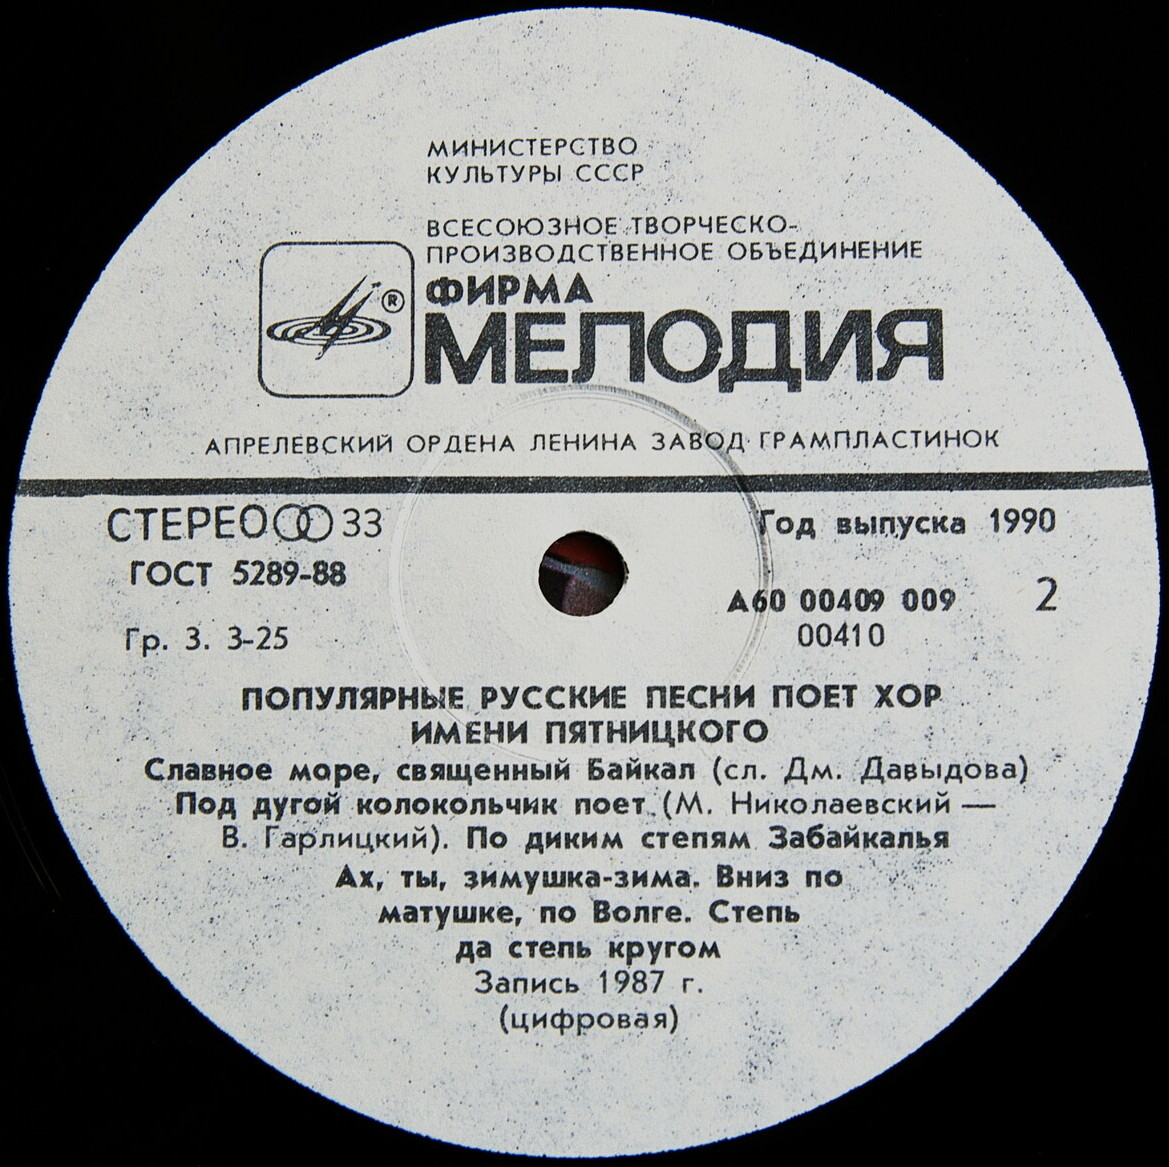 МИНИСТЕРСТВО
КУЛЬТУРЫ СССР
ВСЕСОЮЗНОЕ ТВОРЧЕСКО-
ПРОИЗВОДСТВЕННОЕ ОБЪЕДИНЕНИЕ
ФИРМА
®
МЕЛОДИЯ
АПРЕЛЕВСКИЙ ОРДЕНА ЛЕНИНА ЗАВОД ГРАМПЛАСТИНОК
СТЕРЕО 33
Год выпуска 1990
ГОСТ 5289-88
А60 00409 009
2
00410
Гр. 3. 3-25
ПОПУЛЯРНЫЕ РУССКИЕ ПЕСНИ ПОЕТ ХОР
ИМЕНИ ПЯТНИЦКОГО
Славное море, священный Байкал (сл. Дм. Давыдова)
Под дугой колокольчик поет (М. Николаевский —
В. Гарлицкий). По диким степям Забайкалья
Ах, ты, зимушка-зима. Вниз по
матушке, по Волге. Степь
да степь кругом
Запись 1987 г.
(цифровая)